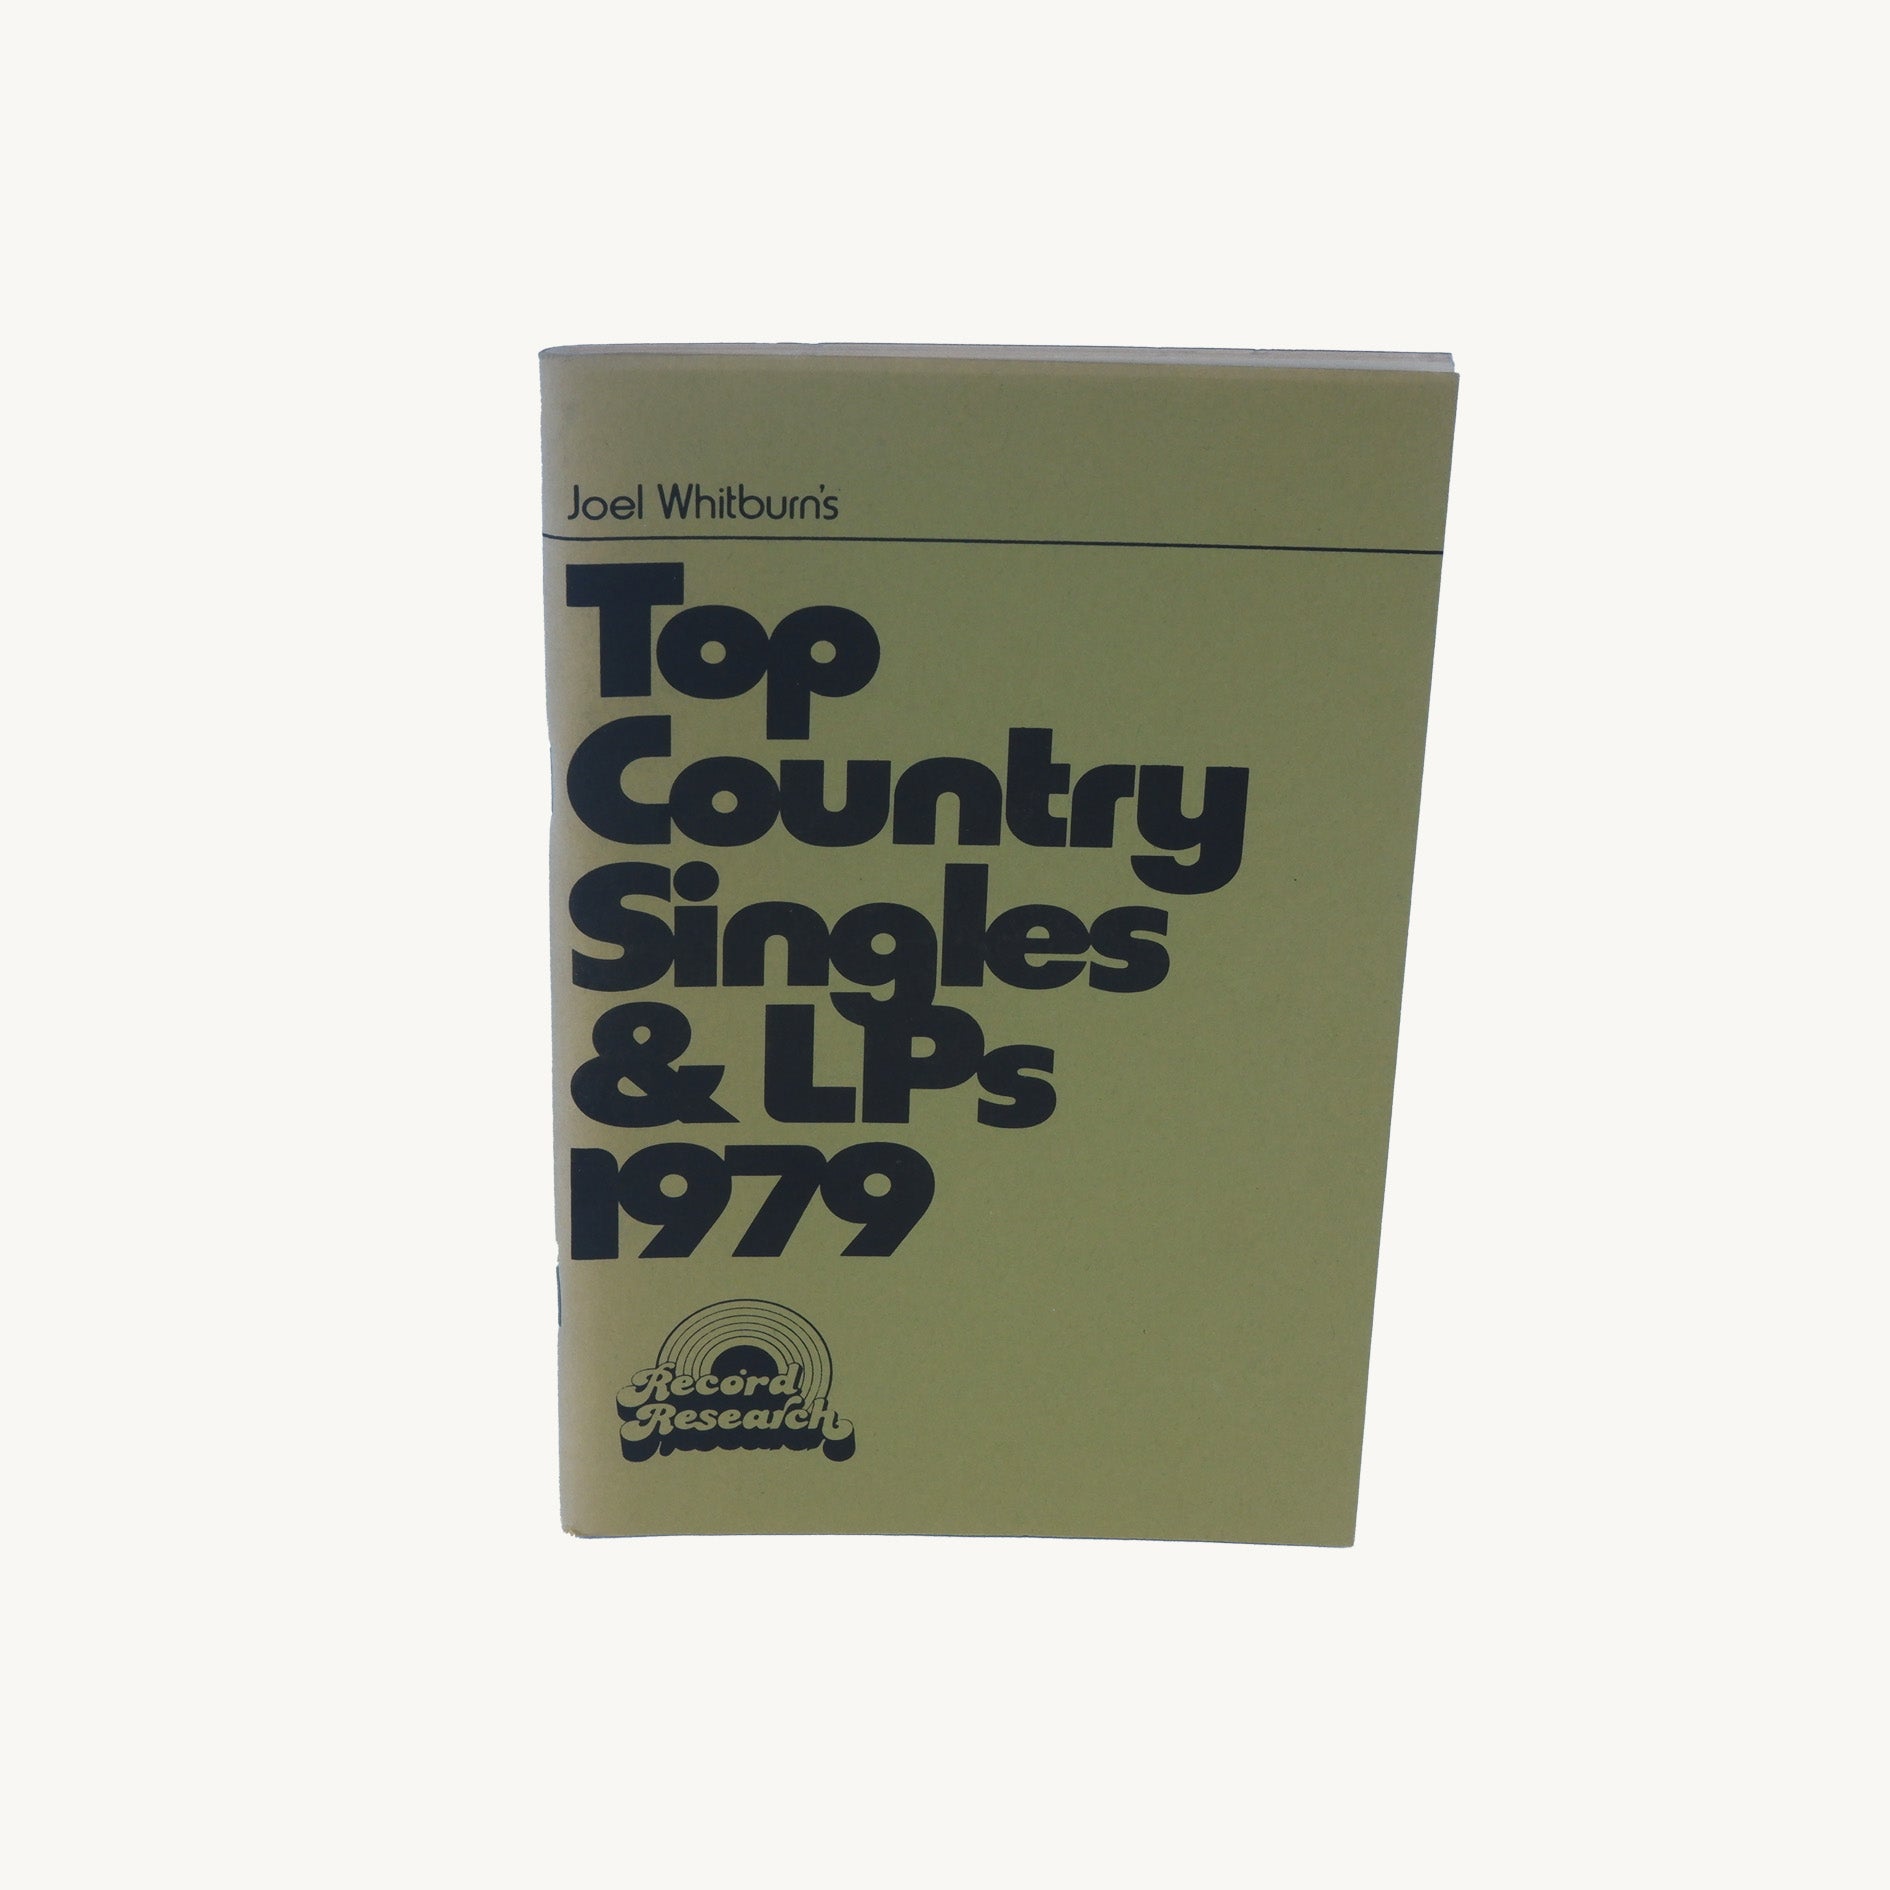 Joel Whitburn's
Top
Country
Singles
& LPs
1979
Record
Research